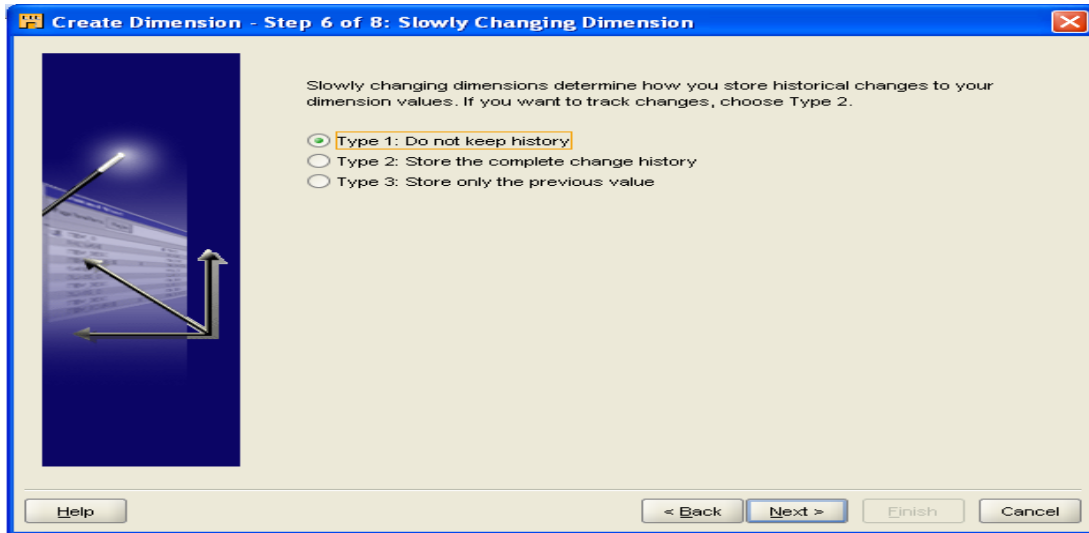 Create Dimension - Step 6 of 8: Slowly Changing Dimension
Slowly changing dimensions determine how you store historical changes to your
dimension values. If you want to track changes, choose Type 2.
Type 1: Do not keep history
Type 2: Store the complete change history
Type 3: Store only the previous value
Help
< Back
Next >
Finish
Cancel